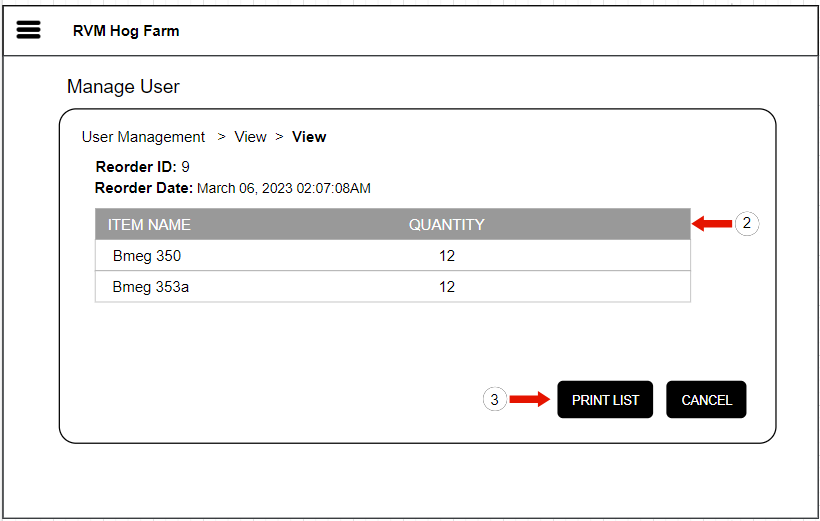 RVM Hog Farm
Manage User
User Management > View > View
Reorder ID: 9
Reorder Date: March 06, 2023 02:07:08AM
ITEM NAME QUANTITY 2
Bmeg 350 12
Bmeg 353a 12
3 PRINT LIST CANCEL